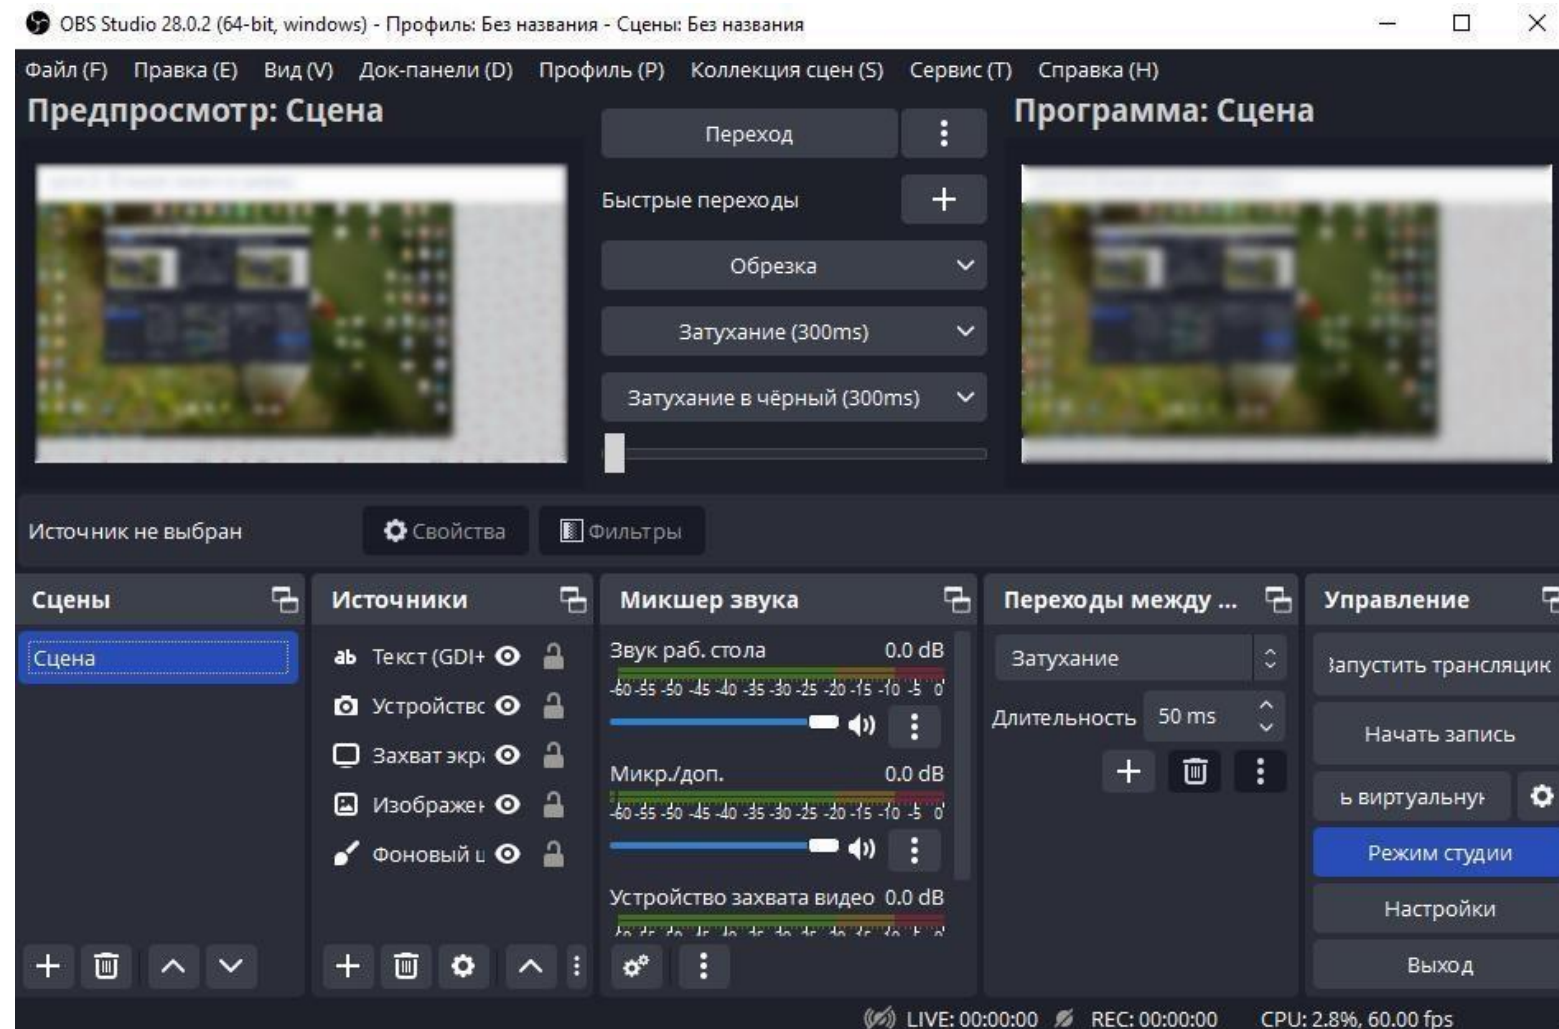 OBS Studio 28.0.2 (64-bit, windows) - Профиль: Без названия - Сцены: Без названия
Файл (F) Правка (E) Вид (V) Док-панели (D) Профиль (P) Коллекция сцен (S) Сервис (T) Справка (H)
Предпросмотр: Сцена
Переход
Быстрые переходы
Обрезка
Затухание (300ms)
Затухание в чёрный (300ms)
Программа: Сцена
Источник не выбран
Свойства
Фильтры
Сцены
Сцена
Источники
ab Текст (GDI+
Устройство
Захват экра
Изображен
Фоновый ц
Микшер звука
Звук раб. стола 0.0 dB
-60 -55 -50 -45 -40 -35 -30 -25 -20 -15 -10 -5 0
Микр./доп. 0.0 dB
-60 -55 -50 -45 -40 -35 -30 -25 -20 -15 -10 -5 0
Устройство захвата видео 0.0 dB
Переходы между ...
Затухание
Длительность 50 ms
Управление
Запустить трансляцик
Начать запись
ь виртуальнун
Режим студии
Настройки
Выход
LIVE: 00:00:00 REC: 00:00:00 CPU: 2.8%, 60.00 fps